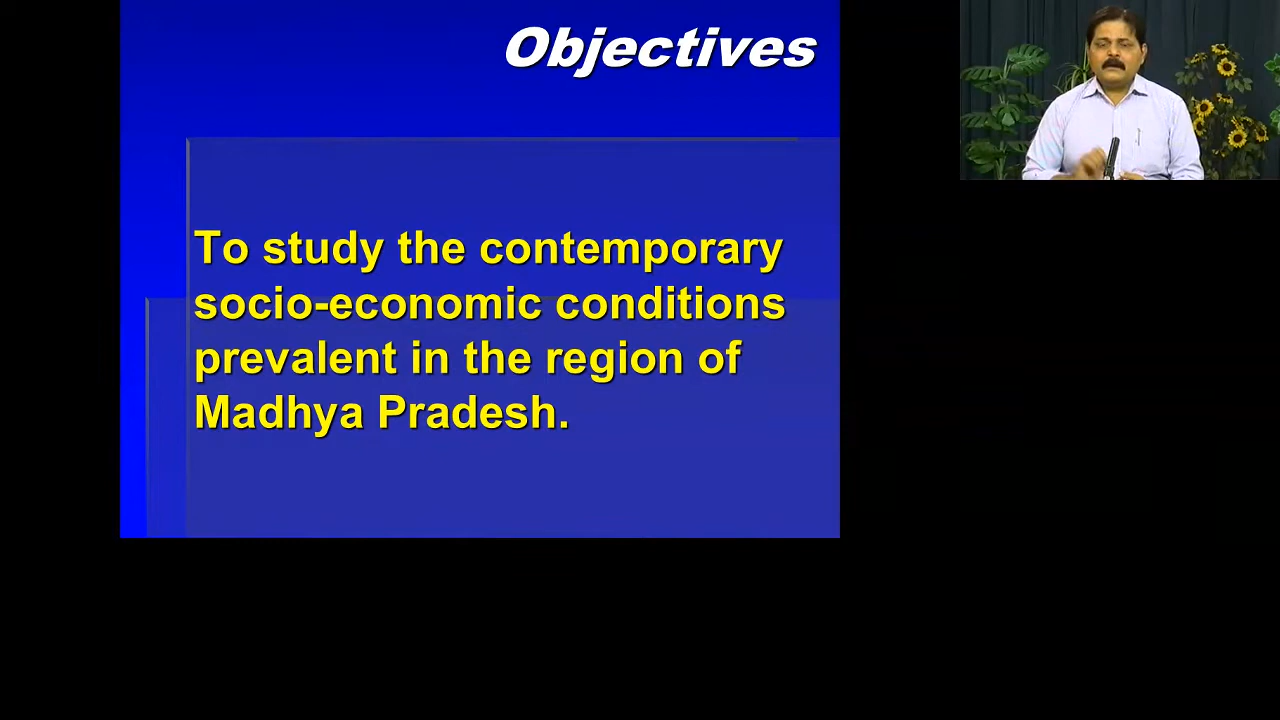 Objectives
To study the contemporary
socio-economic conditions
prevalent in the region of
Madhya Pradesh.